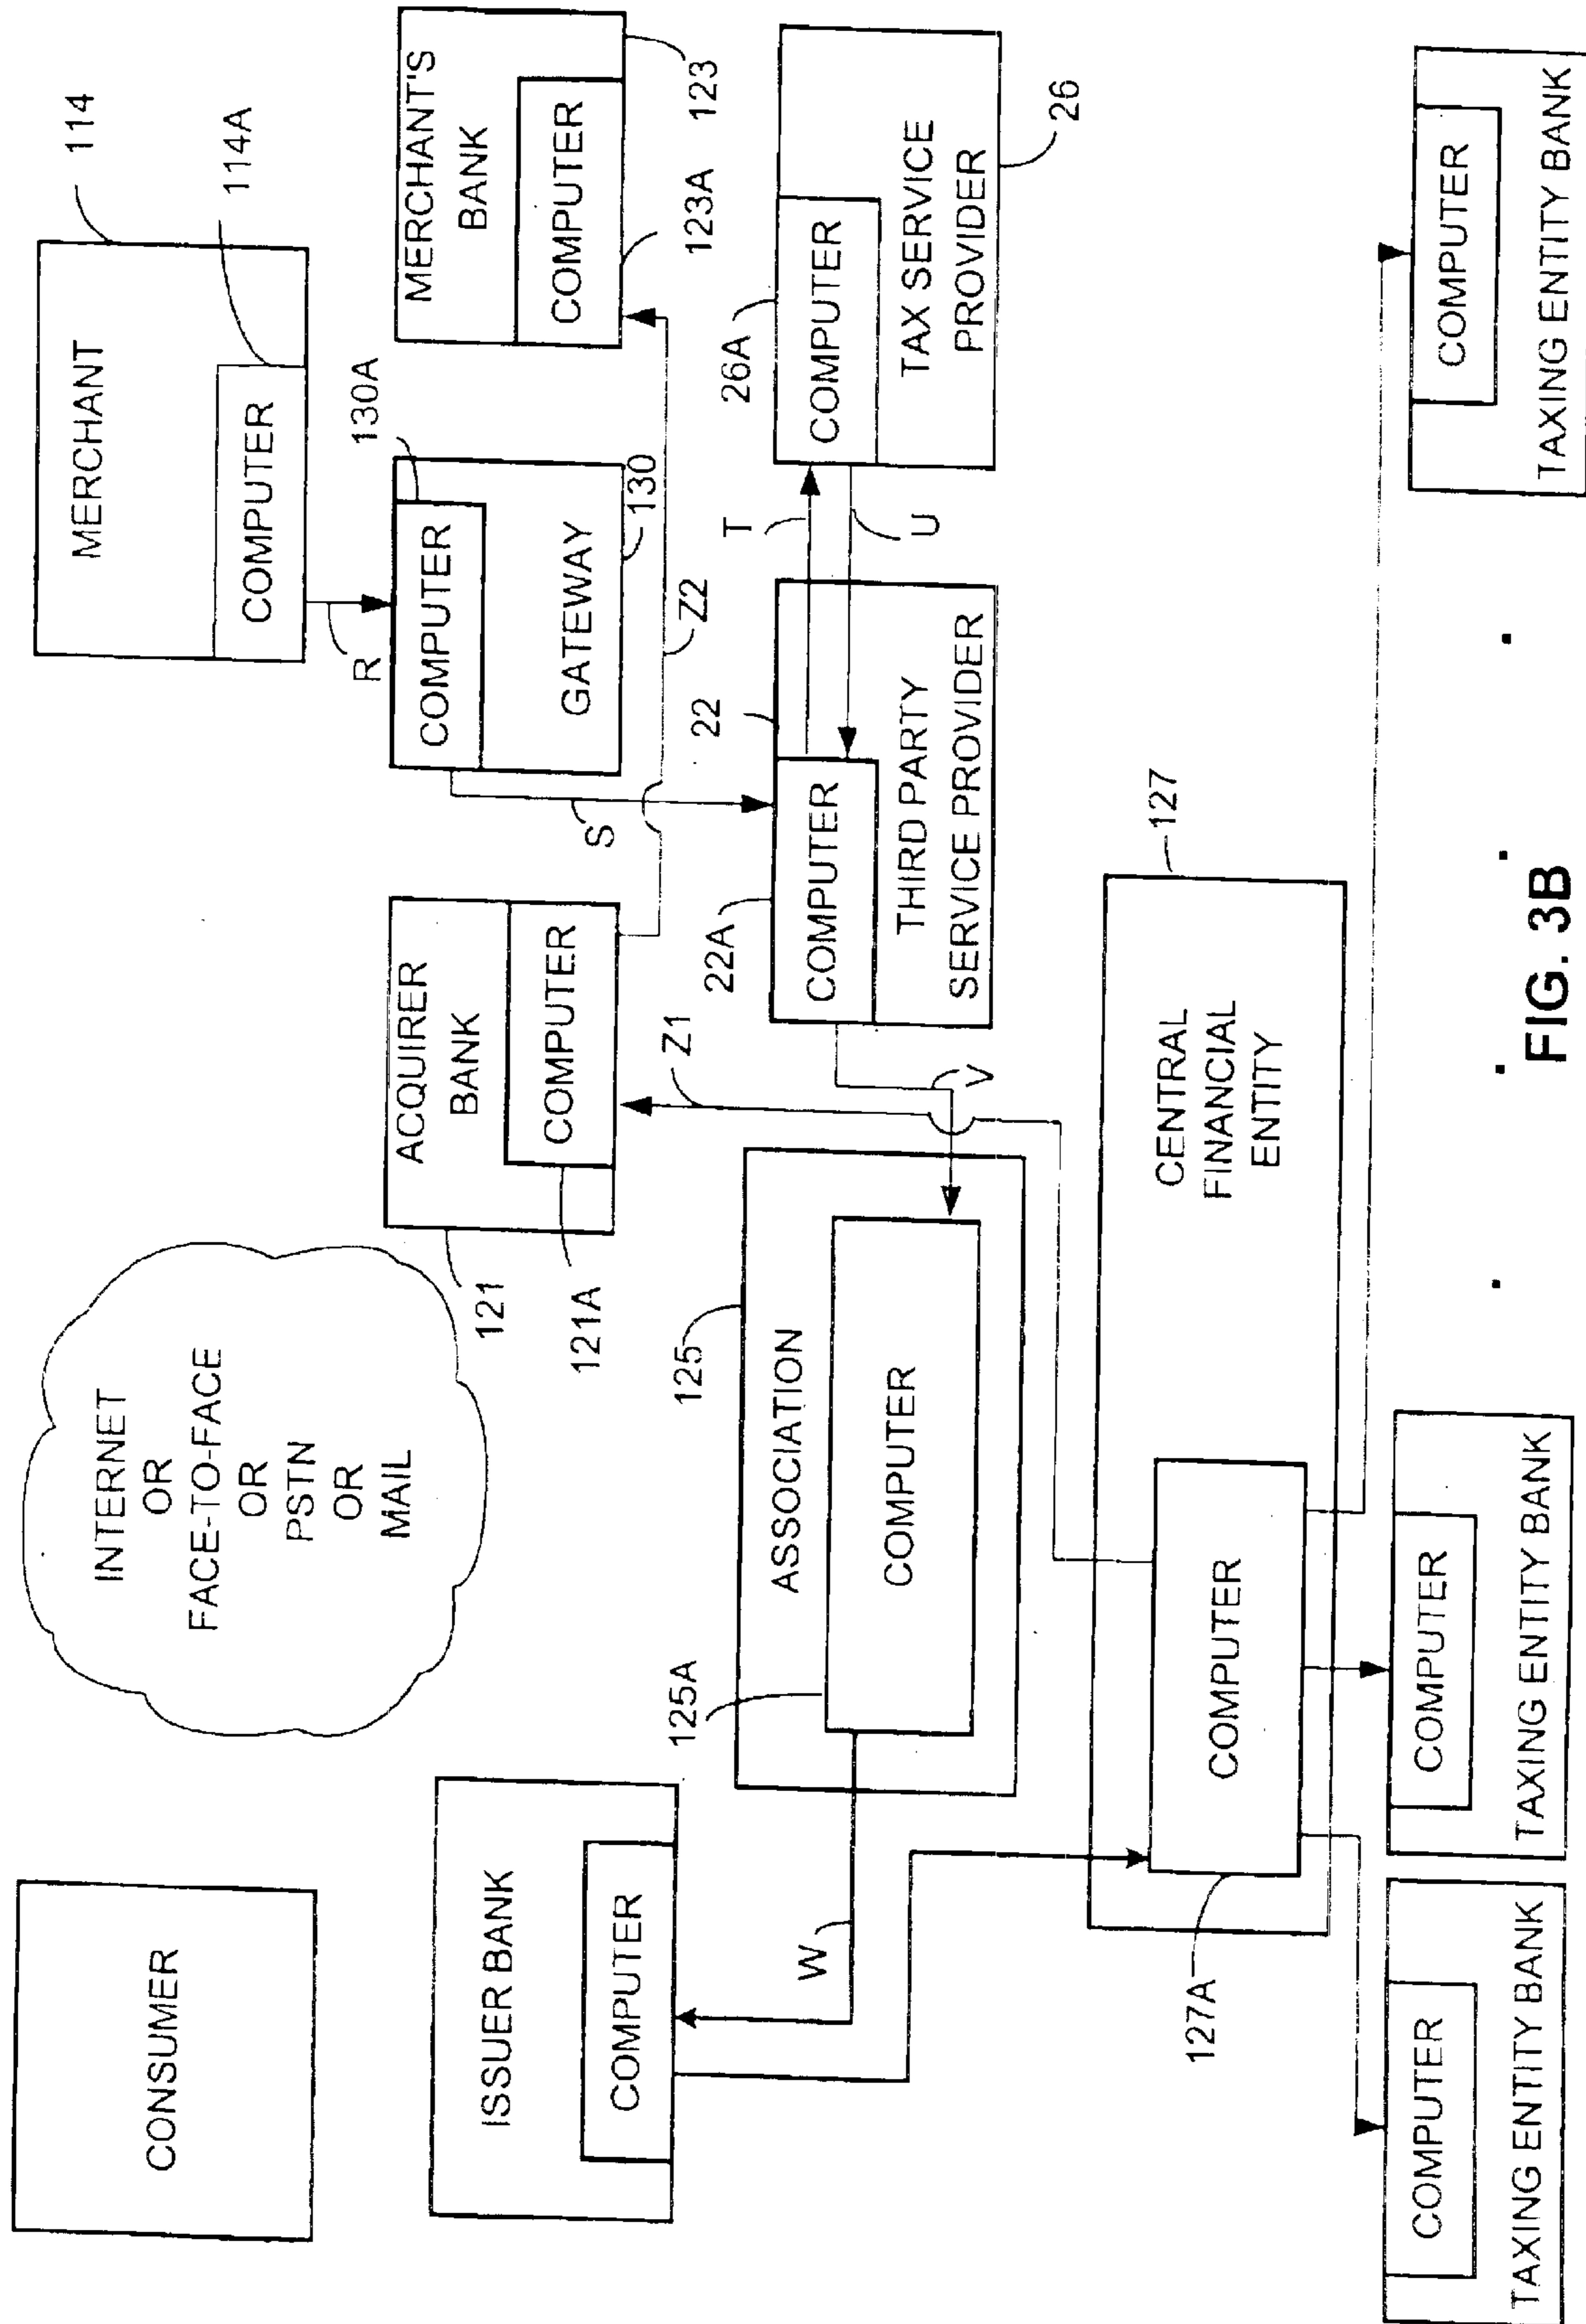 CONSUMER
INTERNET
OR
FACE-TO-FACE
OR
PSTN
OR
MAIL
MERCHANT
COMPUTER
114
114A
R
ISSUER BANK
COMPUTER
ACQUIRER
BANK
COMPUTER
121
121A
COMPUTER
GATEWAY
130A
130
MERCHANT'S
BANK
COMPUTER
123
123A
W
125A
125
ASSOCIATION
COMPUTER
Z1
S
Z2
V
22A
22
COMPUTER
THIRD PARTY
SERVICE PROVIDER
T
U
26A
COMPUTER
TAX SERVICE
PROVIDER
26
127A
COMPUTER
CENTRAL
FINANCIAL
ENTITY
127
COMPUTER
TAXING ENTITY BANK
COMPUTER
TAXING ENTITY BANK
. . . .
COMPUTER
TAXING ENTITY BANK
FIG. 3B